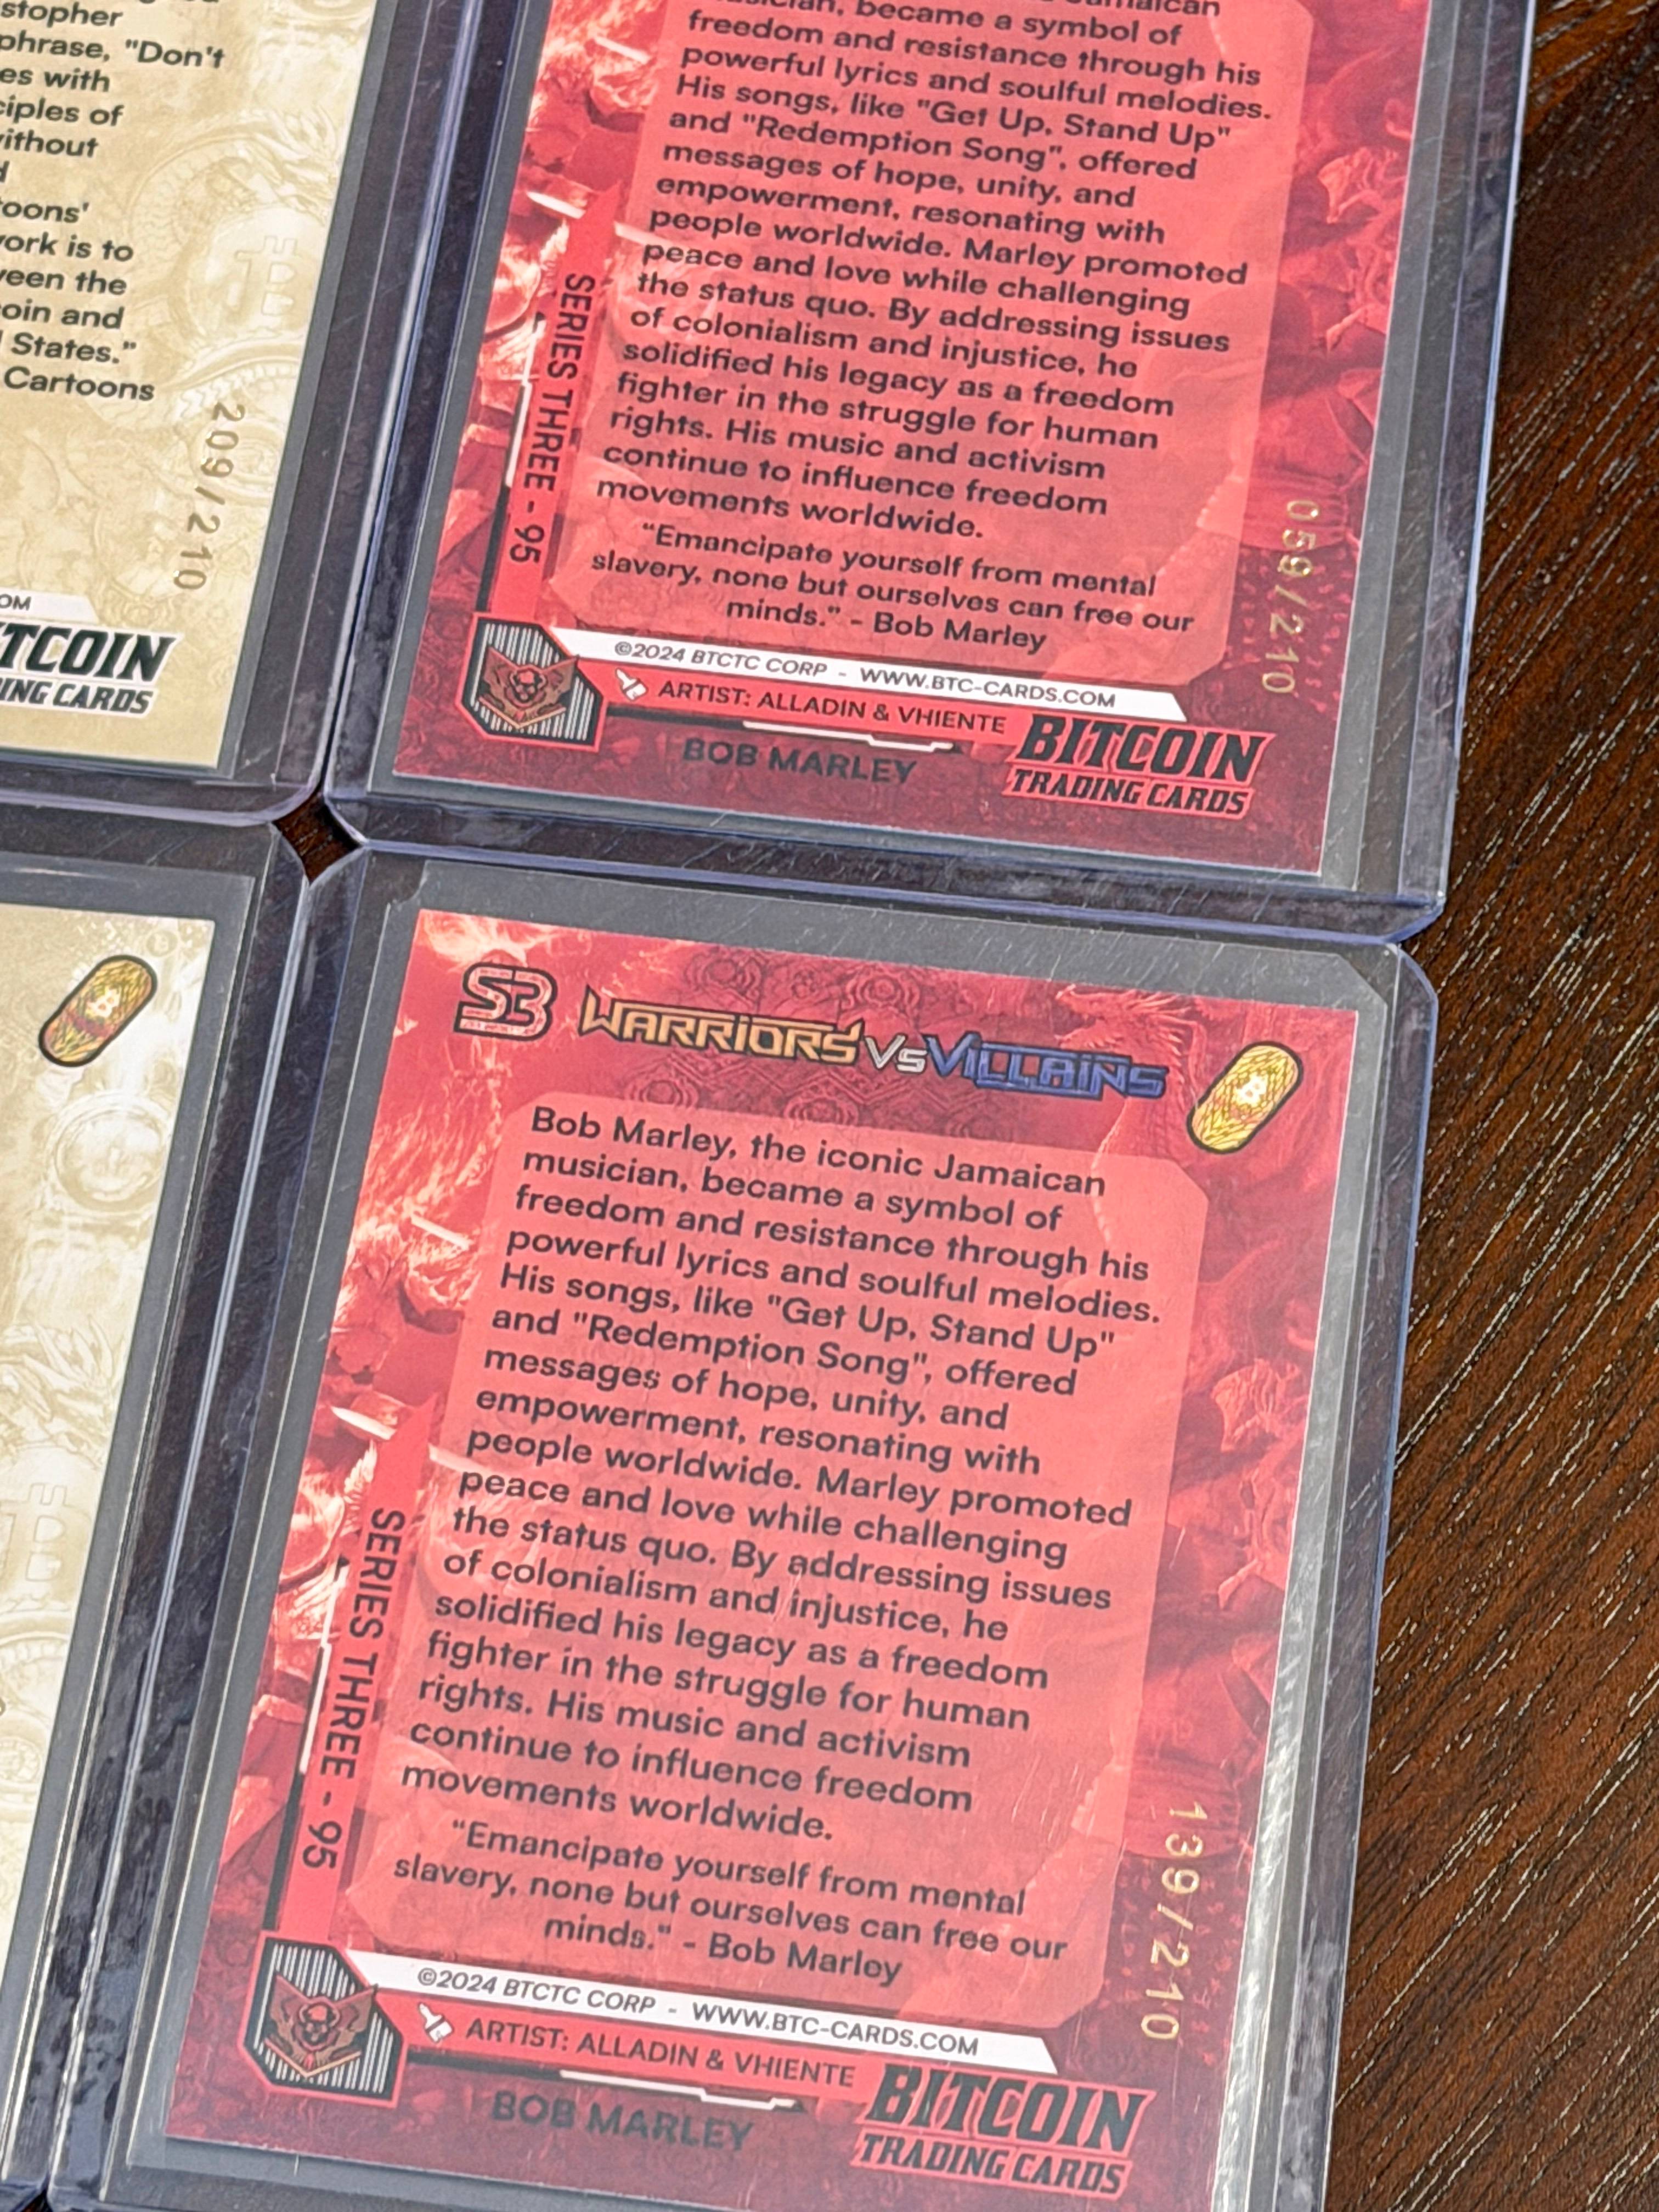 stopher
phrase, "Don't
es with
ciples of
without
oons'
work is to
ween the
coin and
States."
Cartoons
209/210
BITCOIN
TRADING CARDS
Jamaican
musician, became a symbol of
freedom and resistance through his
powerful lyrics and soulful melodies.
His songs, like "Get Up, Stand Up"
and "Redemption Song", offered
messages of hope, unity, and
empowerment, resonating with
people worldwide. Marley promoted
peace and love while challenging
the status quo. By addressing issues
of colonialism and injustice, he
solidified his legacy as a freedom
fighter in the struggle for human
rights. His music and activism
continue to influence freedom
movements worldwide.
"Emancipate yourself from mental
slavery, none but ourselves can free our
minds." - Bob Marley
SERIES THREE - 95
059/210
©2024 BTCTC CORP - WWW.BTC-CARDS.COM
ARTIST: ALLADIN & VHIENTE
BOB MARLEY
BITCOIN
TRADING CARDS
S3
WARRIORS VS VILLAINS
Bob Marley, the iconic Jamaican
musician, became a symbol of
freedom and resistance through his
powerful lyrics and soulful melodies.
His songs, like "Get Up, Stand Up"
and "Redemption Song", offered
messages of hope, unity, and
empowerment, resonating with
people worldwide. Marley promoted
peace and love while challenging
the status quo. By addressing issues
of colonialism and injustice, he
solidified his legacy as a freedom
fighter in the struggle for human
rights. His music and activism
continue to influence freedom
movements worldwide.
"Emancipate yourself from mental
slavery, none but ourselves can free our
minds." - Bob Marley
SERIES THREE - 95
139/210
©2024 BTCTC CORP - WWW.BTC-CARDS.COM
ARTIST: ALLADIN & VHIENTE
BOB MARLEY
BITCOIN
TRADING CARDS